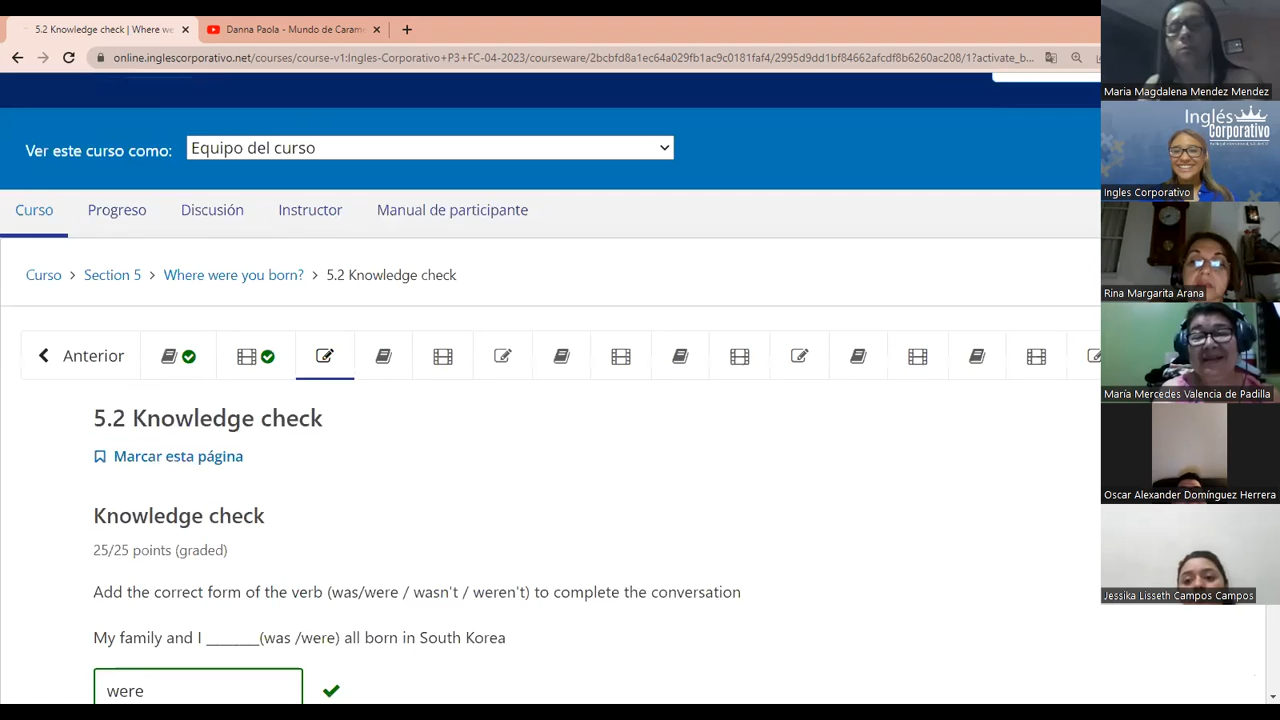 5.2 Knowledge check | Where we
Danna Paola - Mundo de Carame
online.inglescorporativo.net/courses/course-v1:Ingles-Corporativo+P3+FC-04-2023/courseware/2bcbfd8a1ec64a029fb1ac9c0181faf4/2995d9dd1bf84662afcdf8b6260ac208/1?activate_b...
Ver este curso como:
Equipo del curso
Curso
Progreso
Discusión
Instructor
Manual de participante
Curso > Section 5 > Where were you born? > 5.2 Knowledge check
Anterior
5.2 Knowledge check
Marcar esta página
Knowledge check
25/25 points (graded)
Add the correct form of the verb (was/were / wasn't / weren't) to complete the conversation
My family and I _______(was /were) all born in South Korea
were
Maria Magdalena Mendez Mendez
Inglés
Corporativo
Ingles Corporativo
Rina Margarita Arana
María Mercedes Valencia de Padilla
Oscar Alexander Domínguez Herrera
Jessika Lisseth Campos Campos